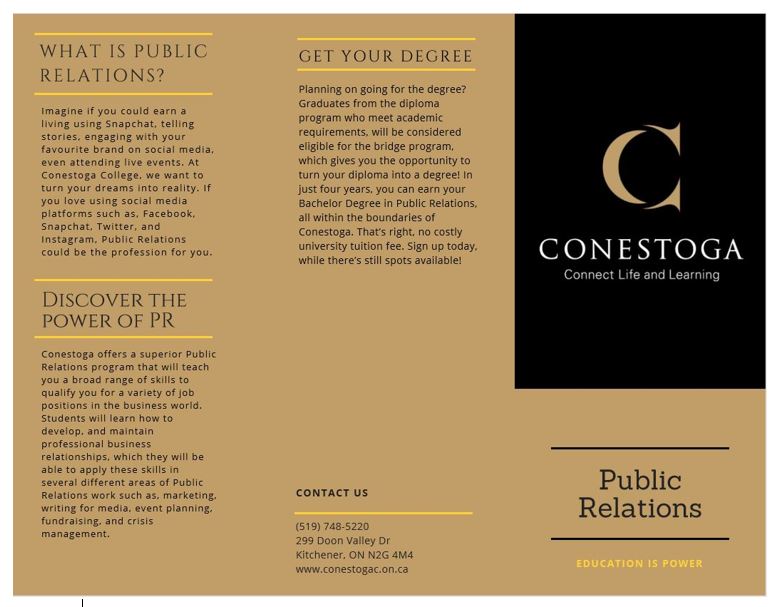 WHAT IS PUBLIC
RELATIONS?
Imagine if you could earn a
living using Snapchat, telling
stories, engaging with your
favourite brand on social media,
even attending live events. At
Conestoga College, we want to
turn your dreams into reality. If
you love using social media
platforms such as, Facebook,
Snapchat, Twitter, and
Instagram, Public Relations
could be the profession for you.
DISCOVER THE
POWER OF PR
Conestoga offers a superior Public
Relations program that will teach
you a broad range of skills to
qualify you for a variety of job
positions in the business world.
Students will learn how to
develop, and maintain
professional business
relationships, which they will be
able to apply these skills in
several different areas of Public
Relations work such as, marketing,
writing for media, event planning,
fundraising, and crisis
management.
GET YOUR DEGREE
Planning on going for the degree?
Graduates from the diploma
program who meet academic
requirements, will be considered
eligible for the bridge program,
which gives you the opportunity to
turn your diploma into a degree! In
just four years, you can earn your
Bachelor Degree in Public Relations,
all within the boundaries of
Conestoga. That's right, no costly
university tuition fee. Sign up today,
while there's still spots available!
CONTACT US
(519) 748-5220
299 Doon Valley Dr
Kitchener, ON N2G 4M4
www.conestogac.on.ca
C
CONESTOGA
Connect Life and Learning
Public
Relations
EDUCATION IS POWER